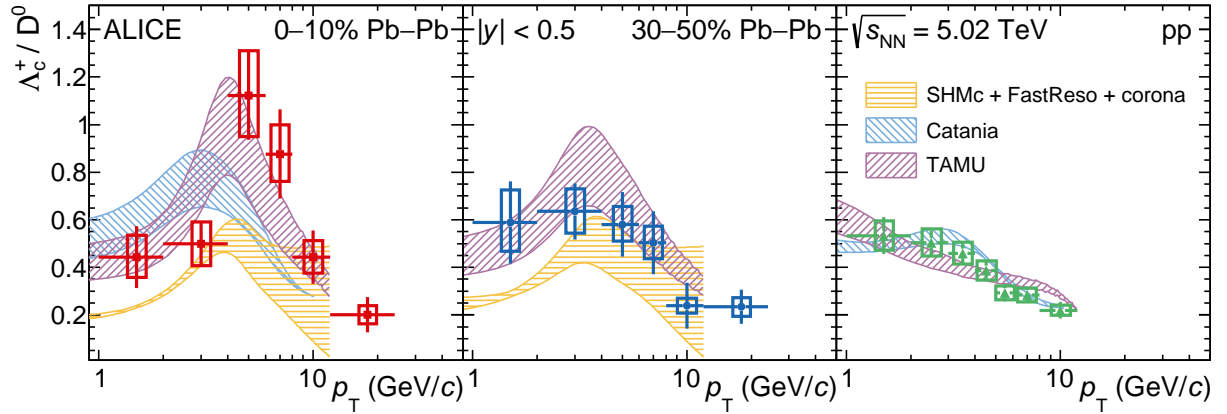 Λc+ / D0
1.4
1.2
1
0.8
0.6
0.4
0.2
ALICE
0–10% Pb–Pb
1
10
pT (GeV/c)
|y| < 0.5
30–50% Pb–Pb
1
10
pT (GeV/c)
√sNN = 5.02 TeV
pp
SHMc + FastReso + corona
Catania
TAMU
1
10
pT (GeV/c)